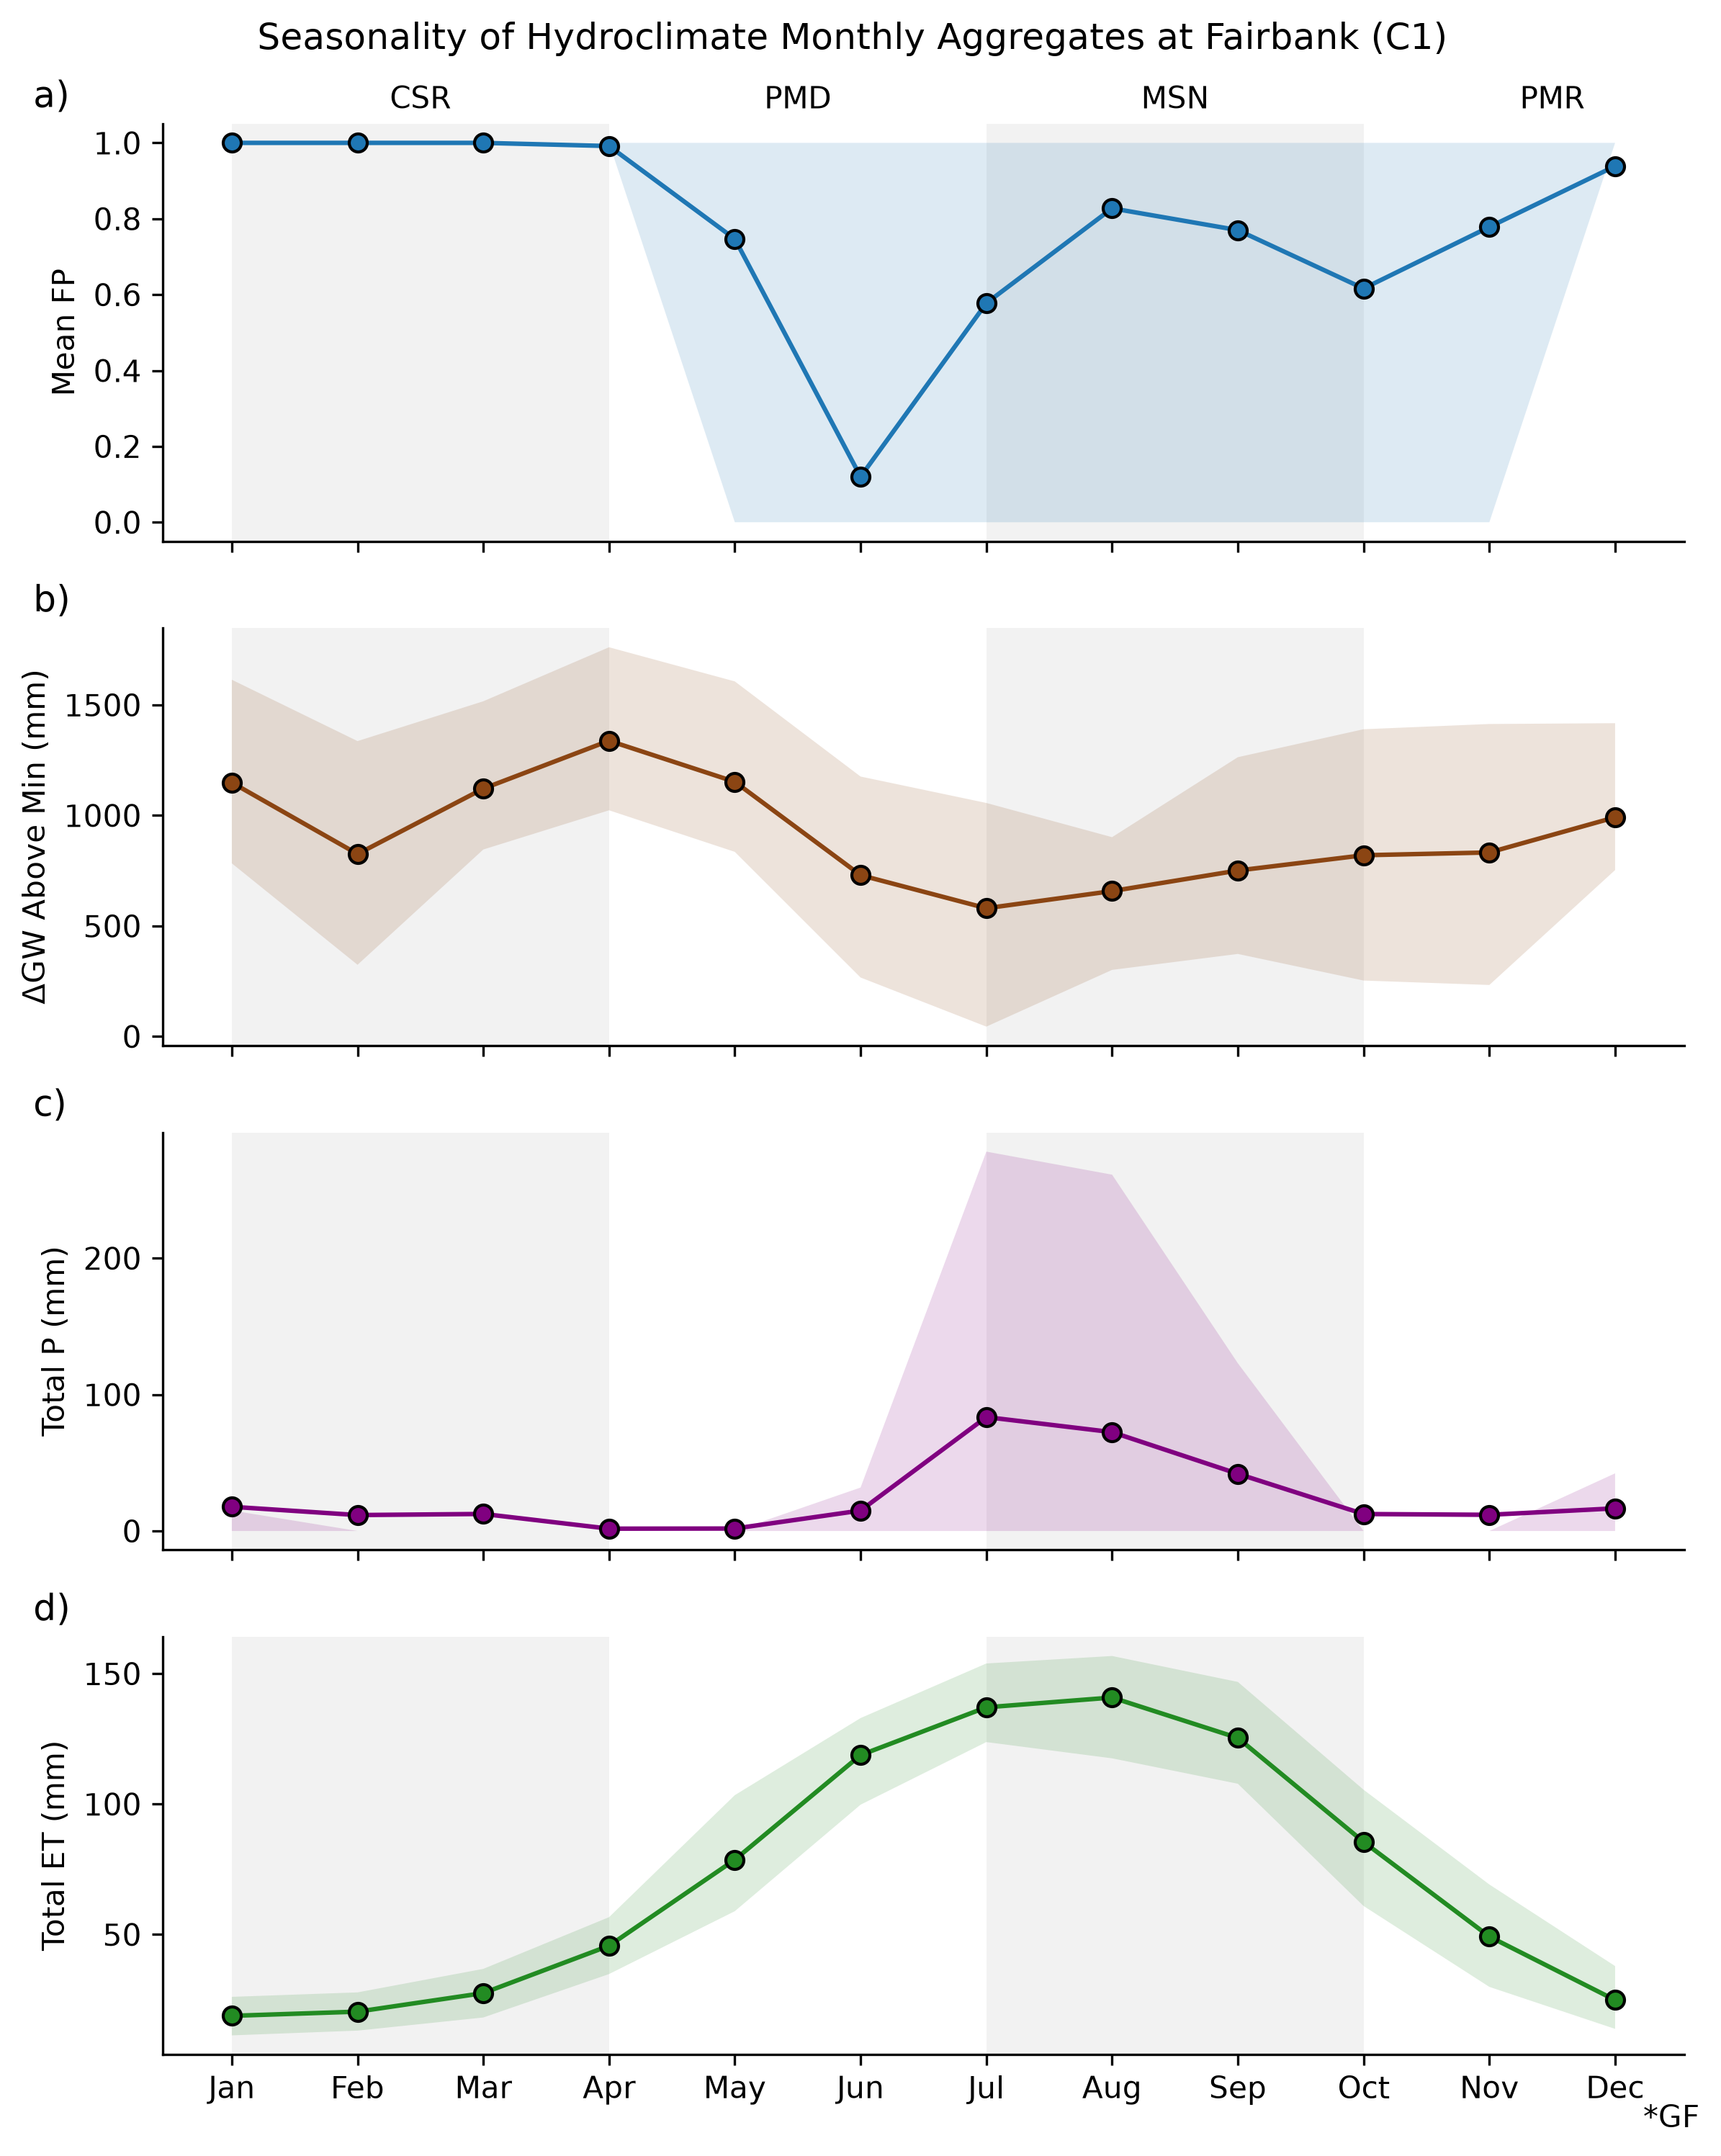 Seasonality of Hydroclimate Monthly Aggregates at Fairbank (C1)
a)
CSR PMD MSN PMR
1.0
0.8
0.6
0.4
0.2
0.0
Mean FP
b)
1500
1000
500
0
ΔGW Above Min (mm)
c)
200
100
0
Total P (mm)
d)
150
100
50
Total ET (mm)
Jan Feb Mar Apr May Jun Jul Aug Sep Oct Nov Dec
*GF